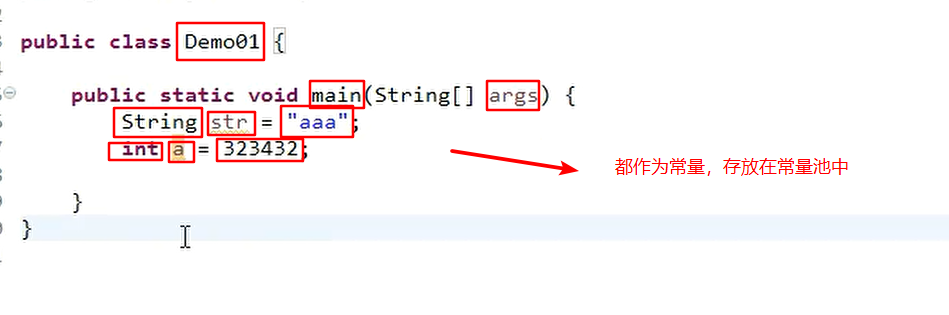 public class Demo01 {
public static void main(String[] args) {
String str = "aaa";
int a = 323432;
都作为常量，存放在常量池中
}
}